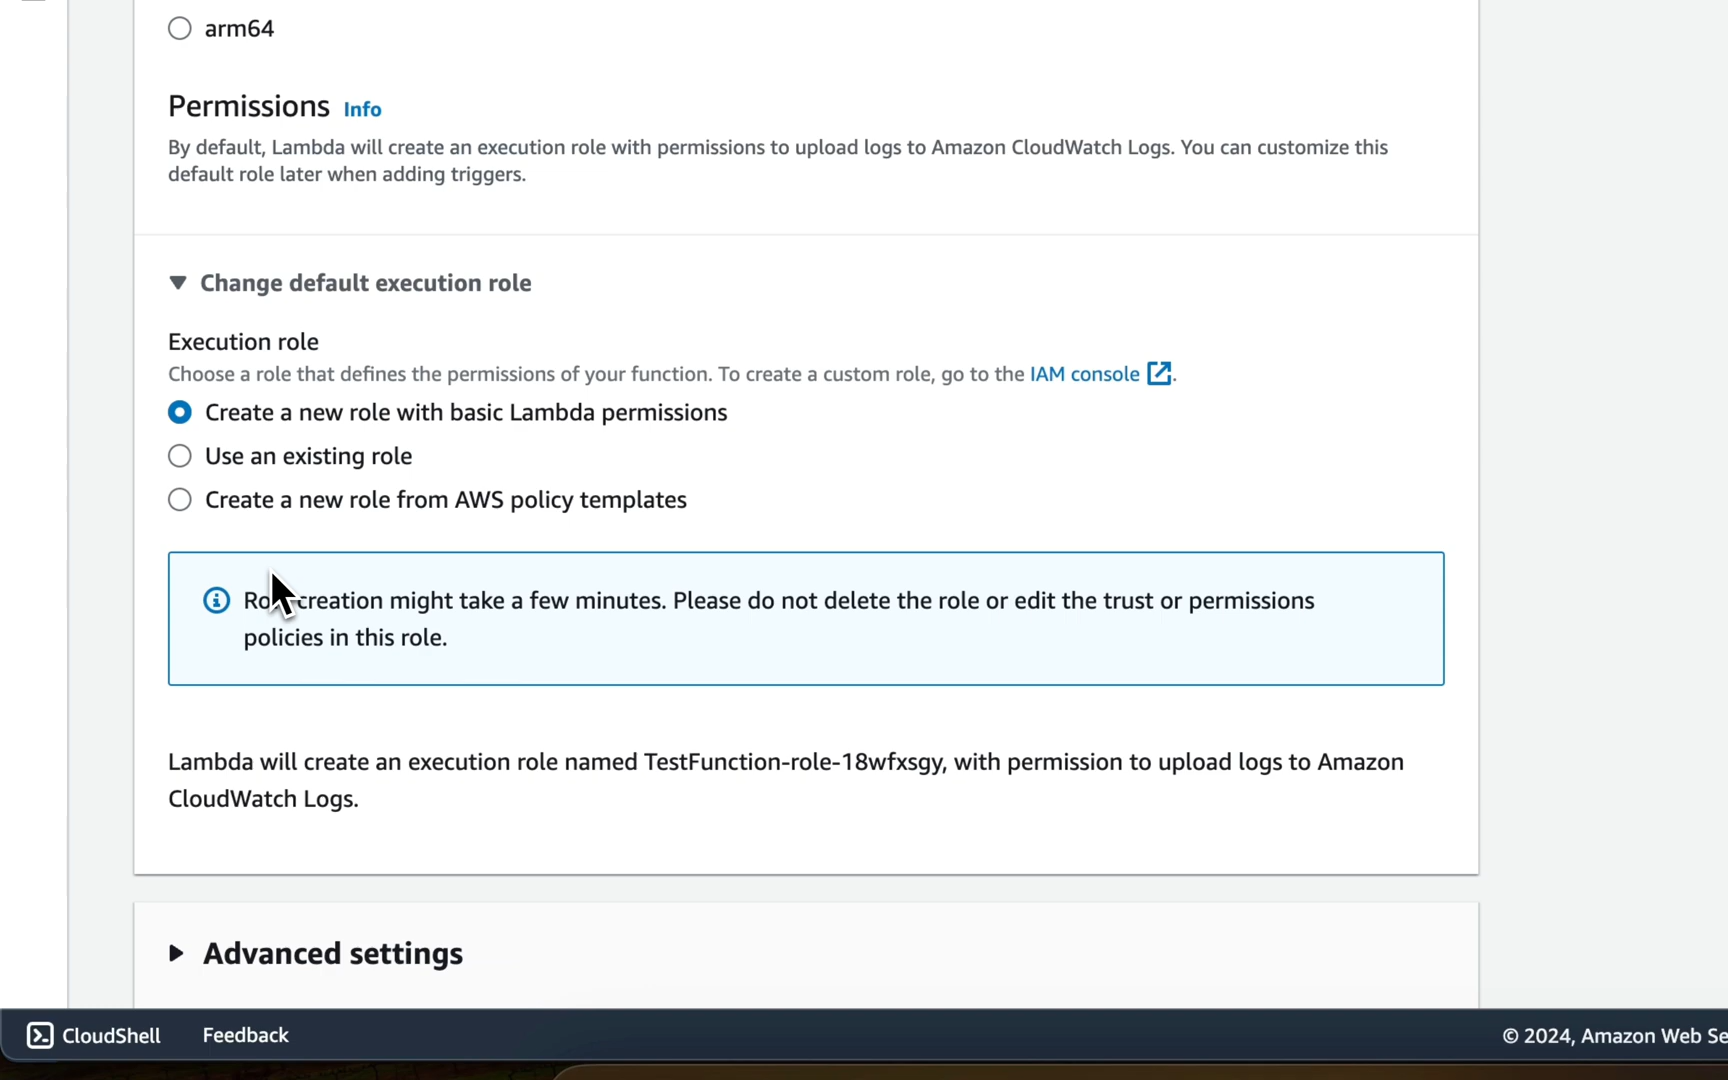 arm64
Permissions Info
By default, Lambda will create an execution role with permissions to upload logs to Amazon CloudWatch Logs. You can customize this
default role later when adding triggers.
Change default execution role
Execution role
Choose a role that defines the permissions of your function. To create a custom role, go to the IAM console.
Create a new role with basic Lambda permissions
Use an existing role
Create a new role from AWS policy templates
creation might take a few minutes. Please do not delete the role or edit the trust or permissions
policies in this role.
Lambda will create an execution role named TestFunction-role-18wfxsgy, with permission to upload logs to Amazon
CloudWatch Logs.
Advanced settings
CloudShell Feedback © 2024, Amazon Web